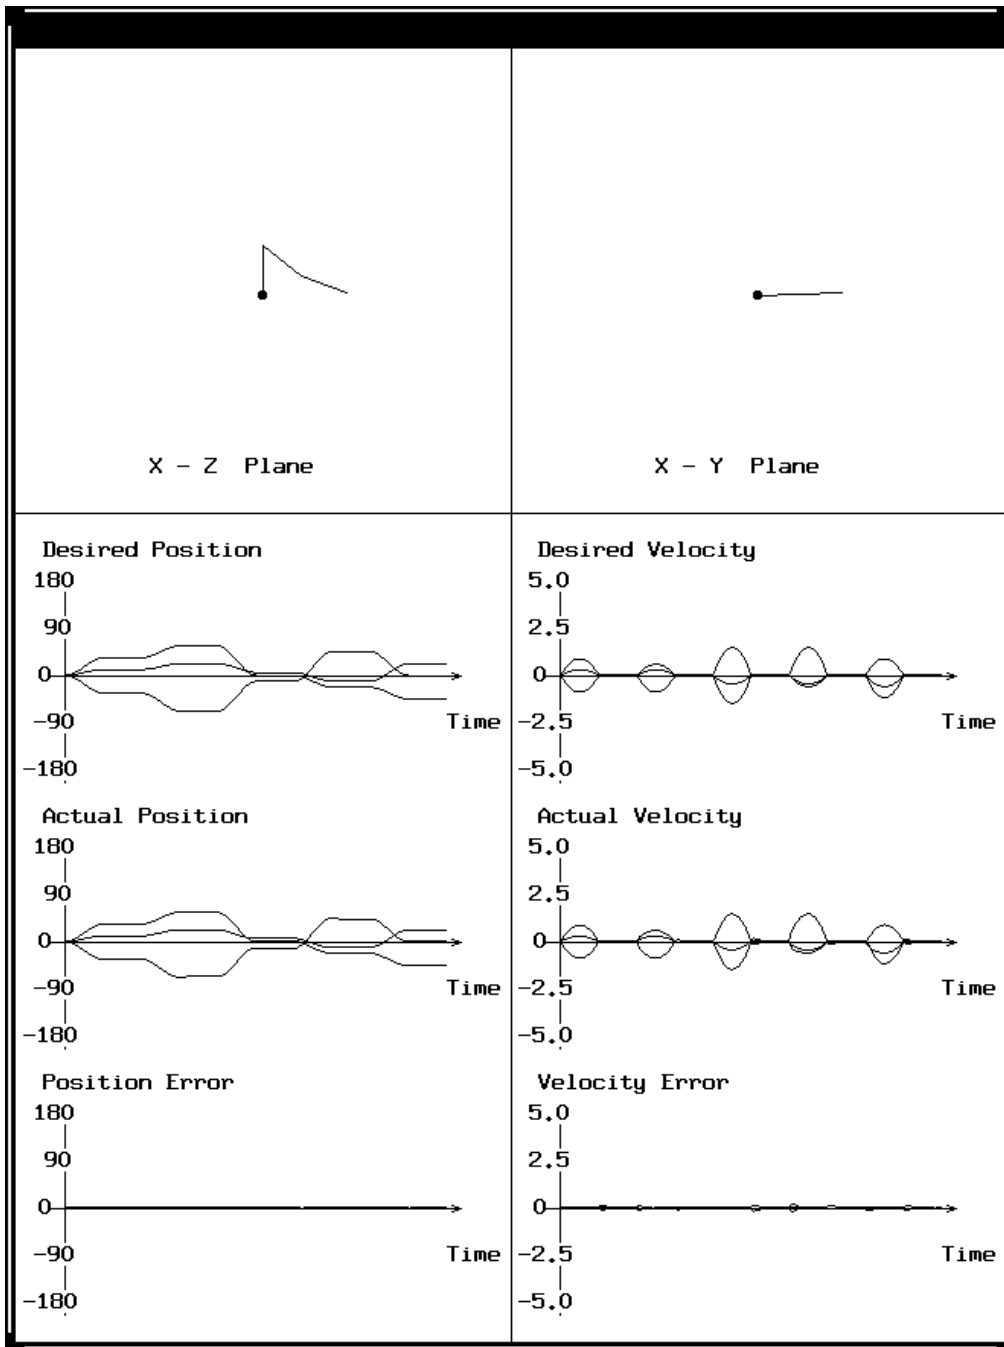 X - Z Plane
X - Y Plane
Desired Position
180
90
0
-90
Time
-180
Desired Velocity
5.0
2.5
0
-2.5
Time
-5.0
Actual Position
180
90
0
-90
Time
-180
Actual Velocity
5.0
2.5
0
-2.5
Time
-5.0
Position Error
180
90
0
-90
Time
-180
Velocity Error
5.0
2.5
0
-2.5
Time
-5.0